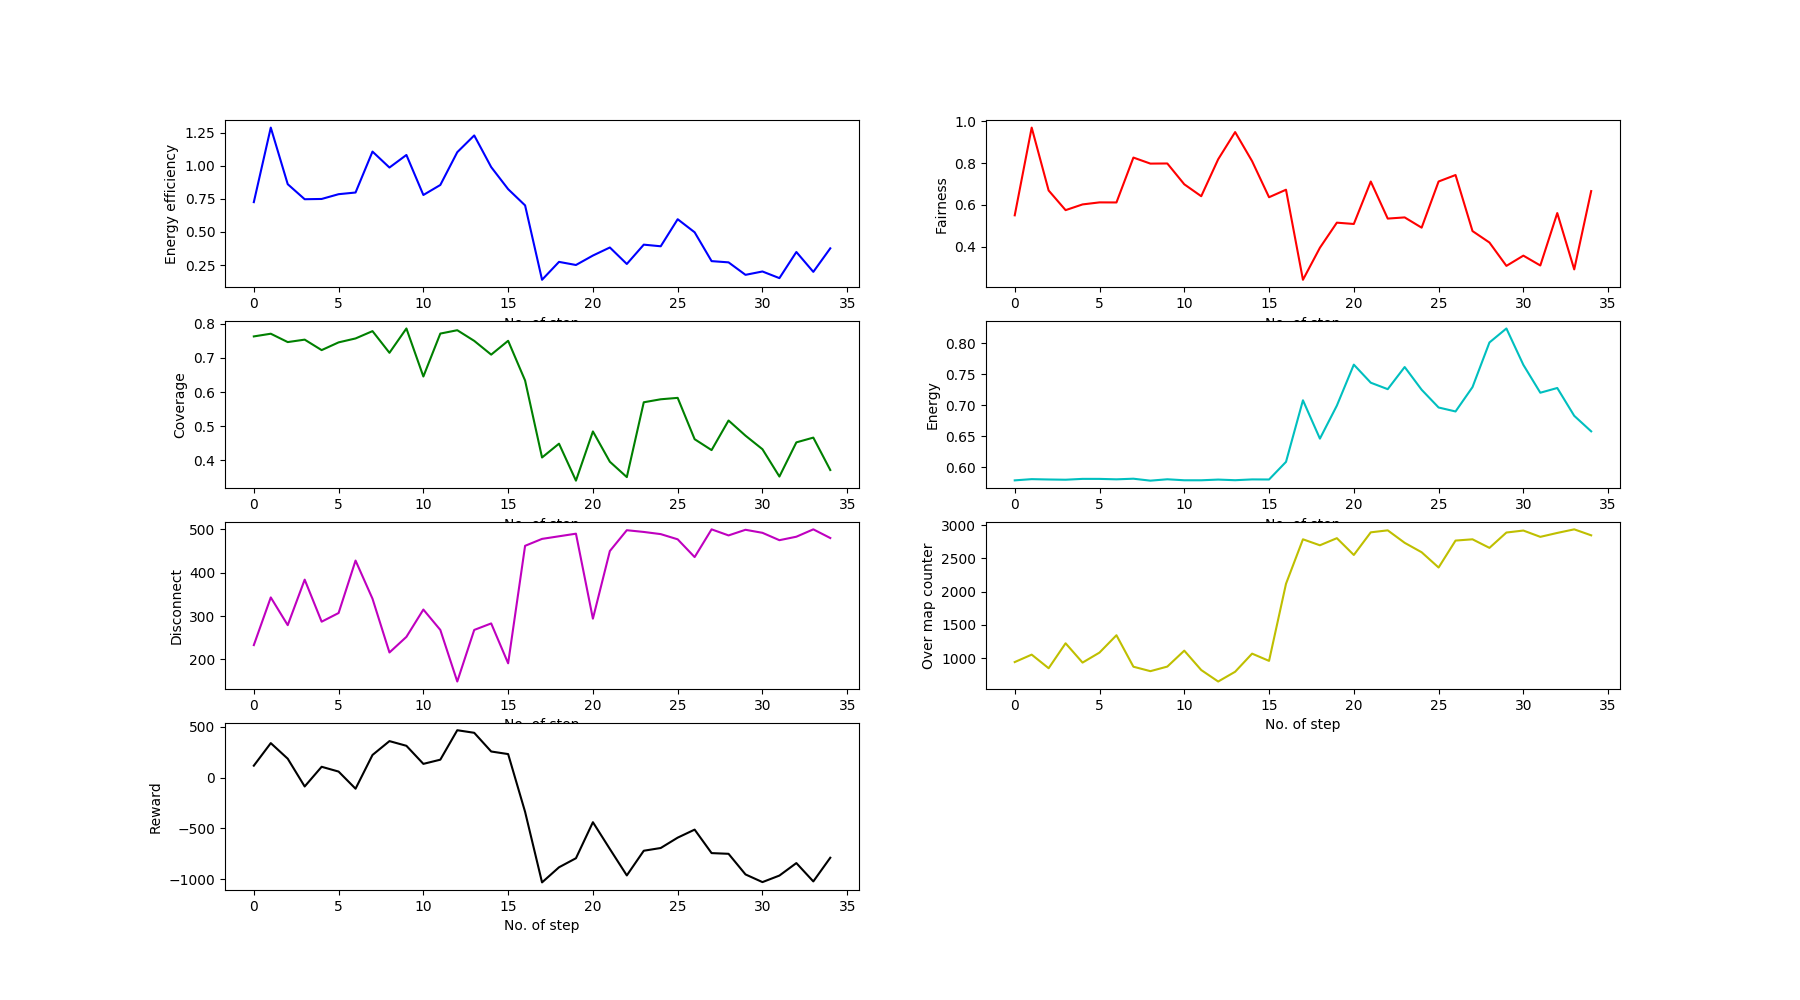 1.25
1.00
0.75
0.50
0.25
Energy efficiency
0 5 10 15 20 25 30 35
1.0
0.8
0.6
0.4
Fairness
0 5 10 15 20 25 30 35
0.8
0.7
0.6
0.5
0.4
Coverage
0 5 10 15 20 25 30 35
0.80
0.75
0.70
0.65
0.60
Energy
0 5 10 15 20 25 30 35
500
400
300
200
Disconnect
0 5 10 15 20 25 30 35
3000
2500
2000
1500
1000
Over map counter
0 5 10 15 20 25 30 35
No. of step
500
0
−500
−1000
Reward
0 5 10 15 20 25 30 35
No. of step